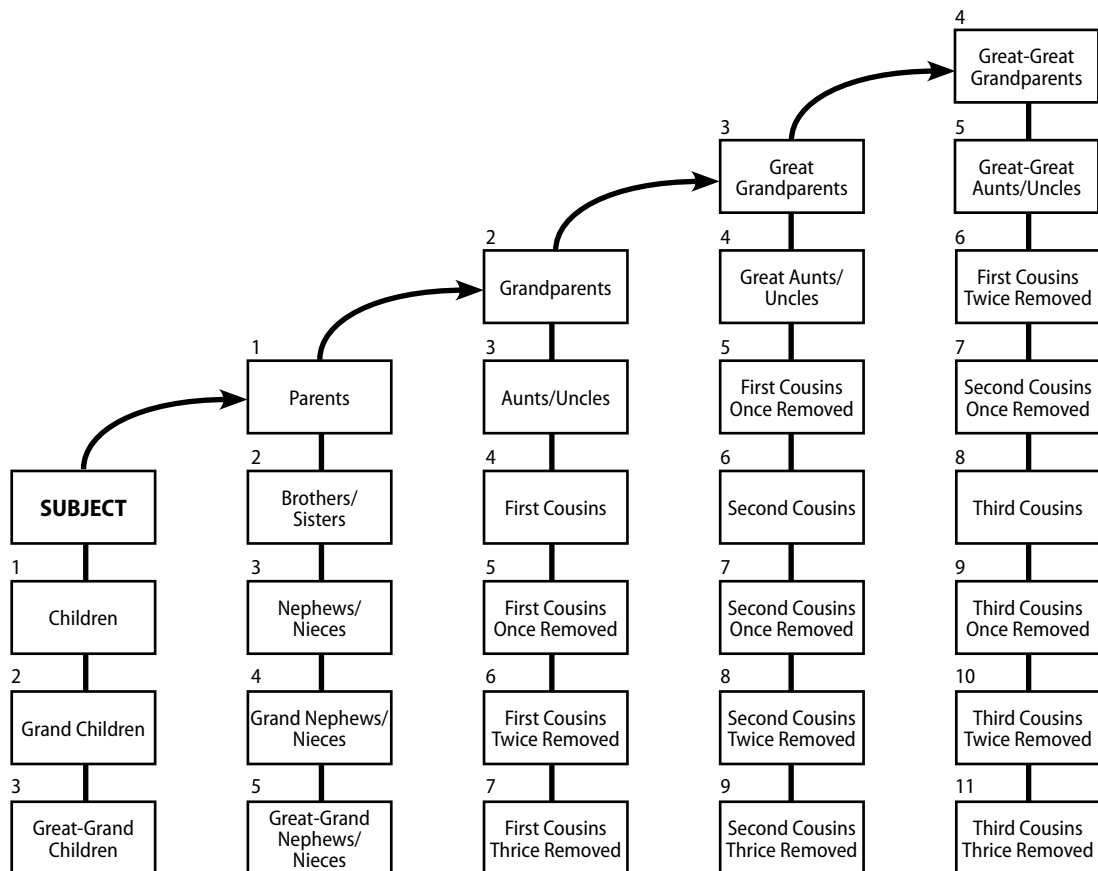 4
Great-Great
Grandparents
3
Great
Grandparents
5
Great-Great
Aunts/Uncles
2
Grandparents
4
Great Aunts/
Uncles
6
First Cousins
Twice Removed
1
Parents
3
Aunts/Uncles
5
First Cousins
Once Removed
7
Second Cousins
Once Removed
SUBJECT
2
Brothers/
Sisters
4
First Cousins
6
Second Cousins
8
Third Cousins
1
Children
3
Nephews/
Nieces
5
First Cousins
Once Removed
7
Second Cousins
Once Removed
9
Third Cousins
Once Removed
2
Grand Children
4
Grand Nephews/
Nieces
6
First Cousins
Twice Removed
8
Second Cousins
Twice Removed
10
Third Cousins
Twice Removed
3
Great-Grand
Children
5
Great-Grand
Nephews/
Nieces
7
First Cousins
Thrice Removed
9
Second Cousins
Thrice Removed
11
Third Cousins
Thrice Removed